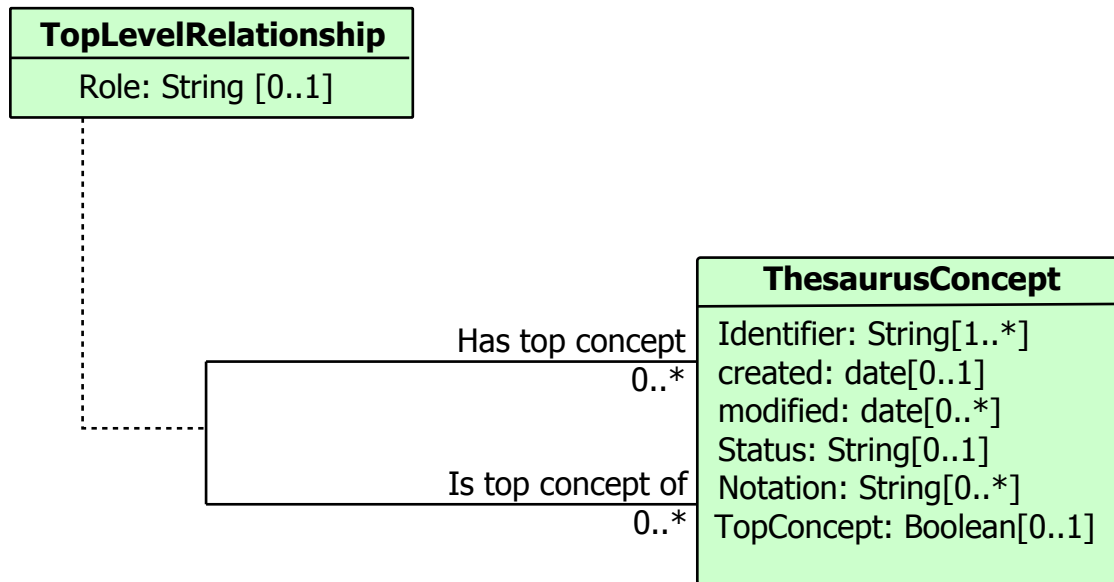 TopLevelRelationship
Role: String [0..1]
ThesaurusConcept
Identifier: String[1..*]
created: date[0..1]
modified: date[0..*]
Status: String[0..1]
Notation: String[0..*]
TopConcept: Boolean[0..1]
Has top concept
0..*
Is top concept of
0..*